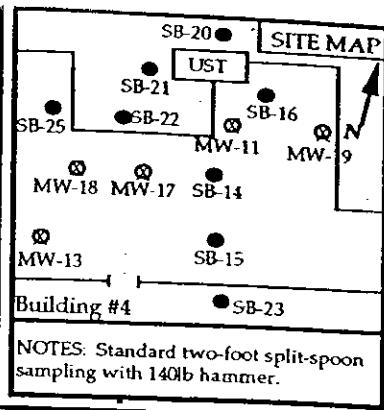 SB-20
SITE MAP
UST
SB-21
SB-25
SB-22
SB-16
N
MW-11
MW-19
MW-18
MW-17
SB-14
MW-13
SB-15
Building #4
SB-23
NOTES: Standard two-foot split-spoon
sampling with 140lb hammer.